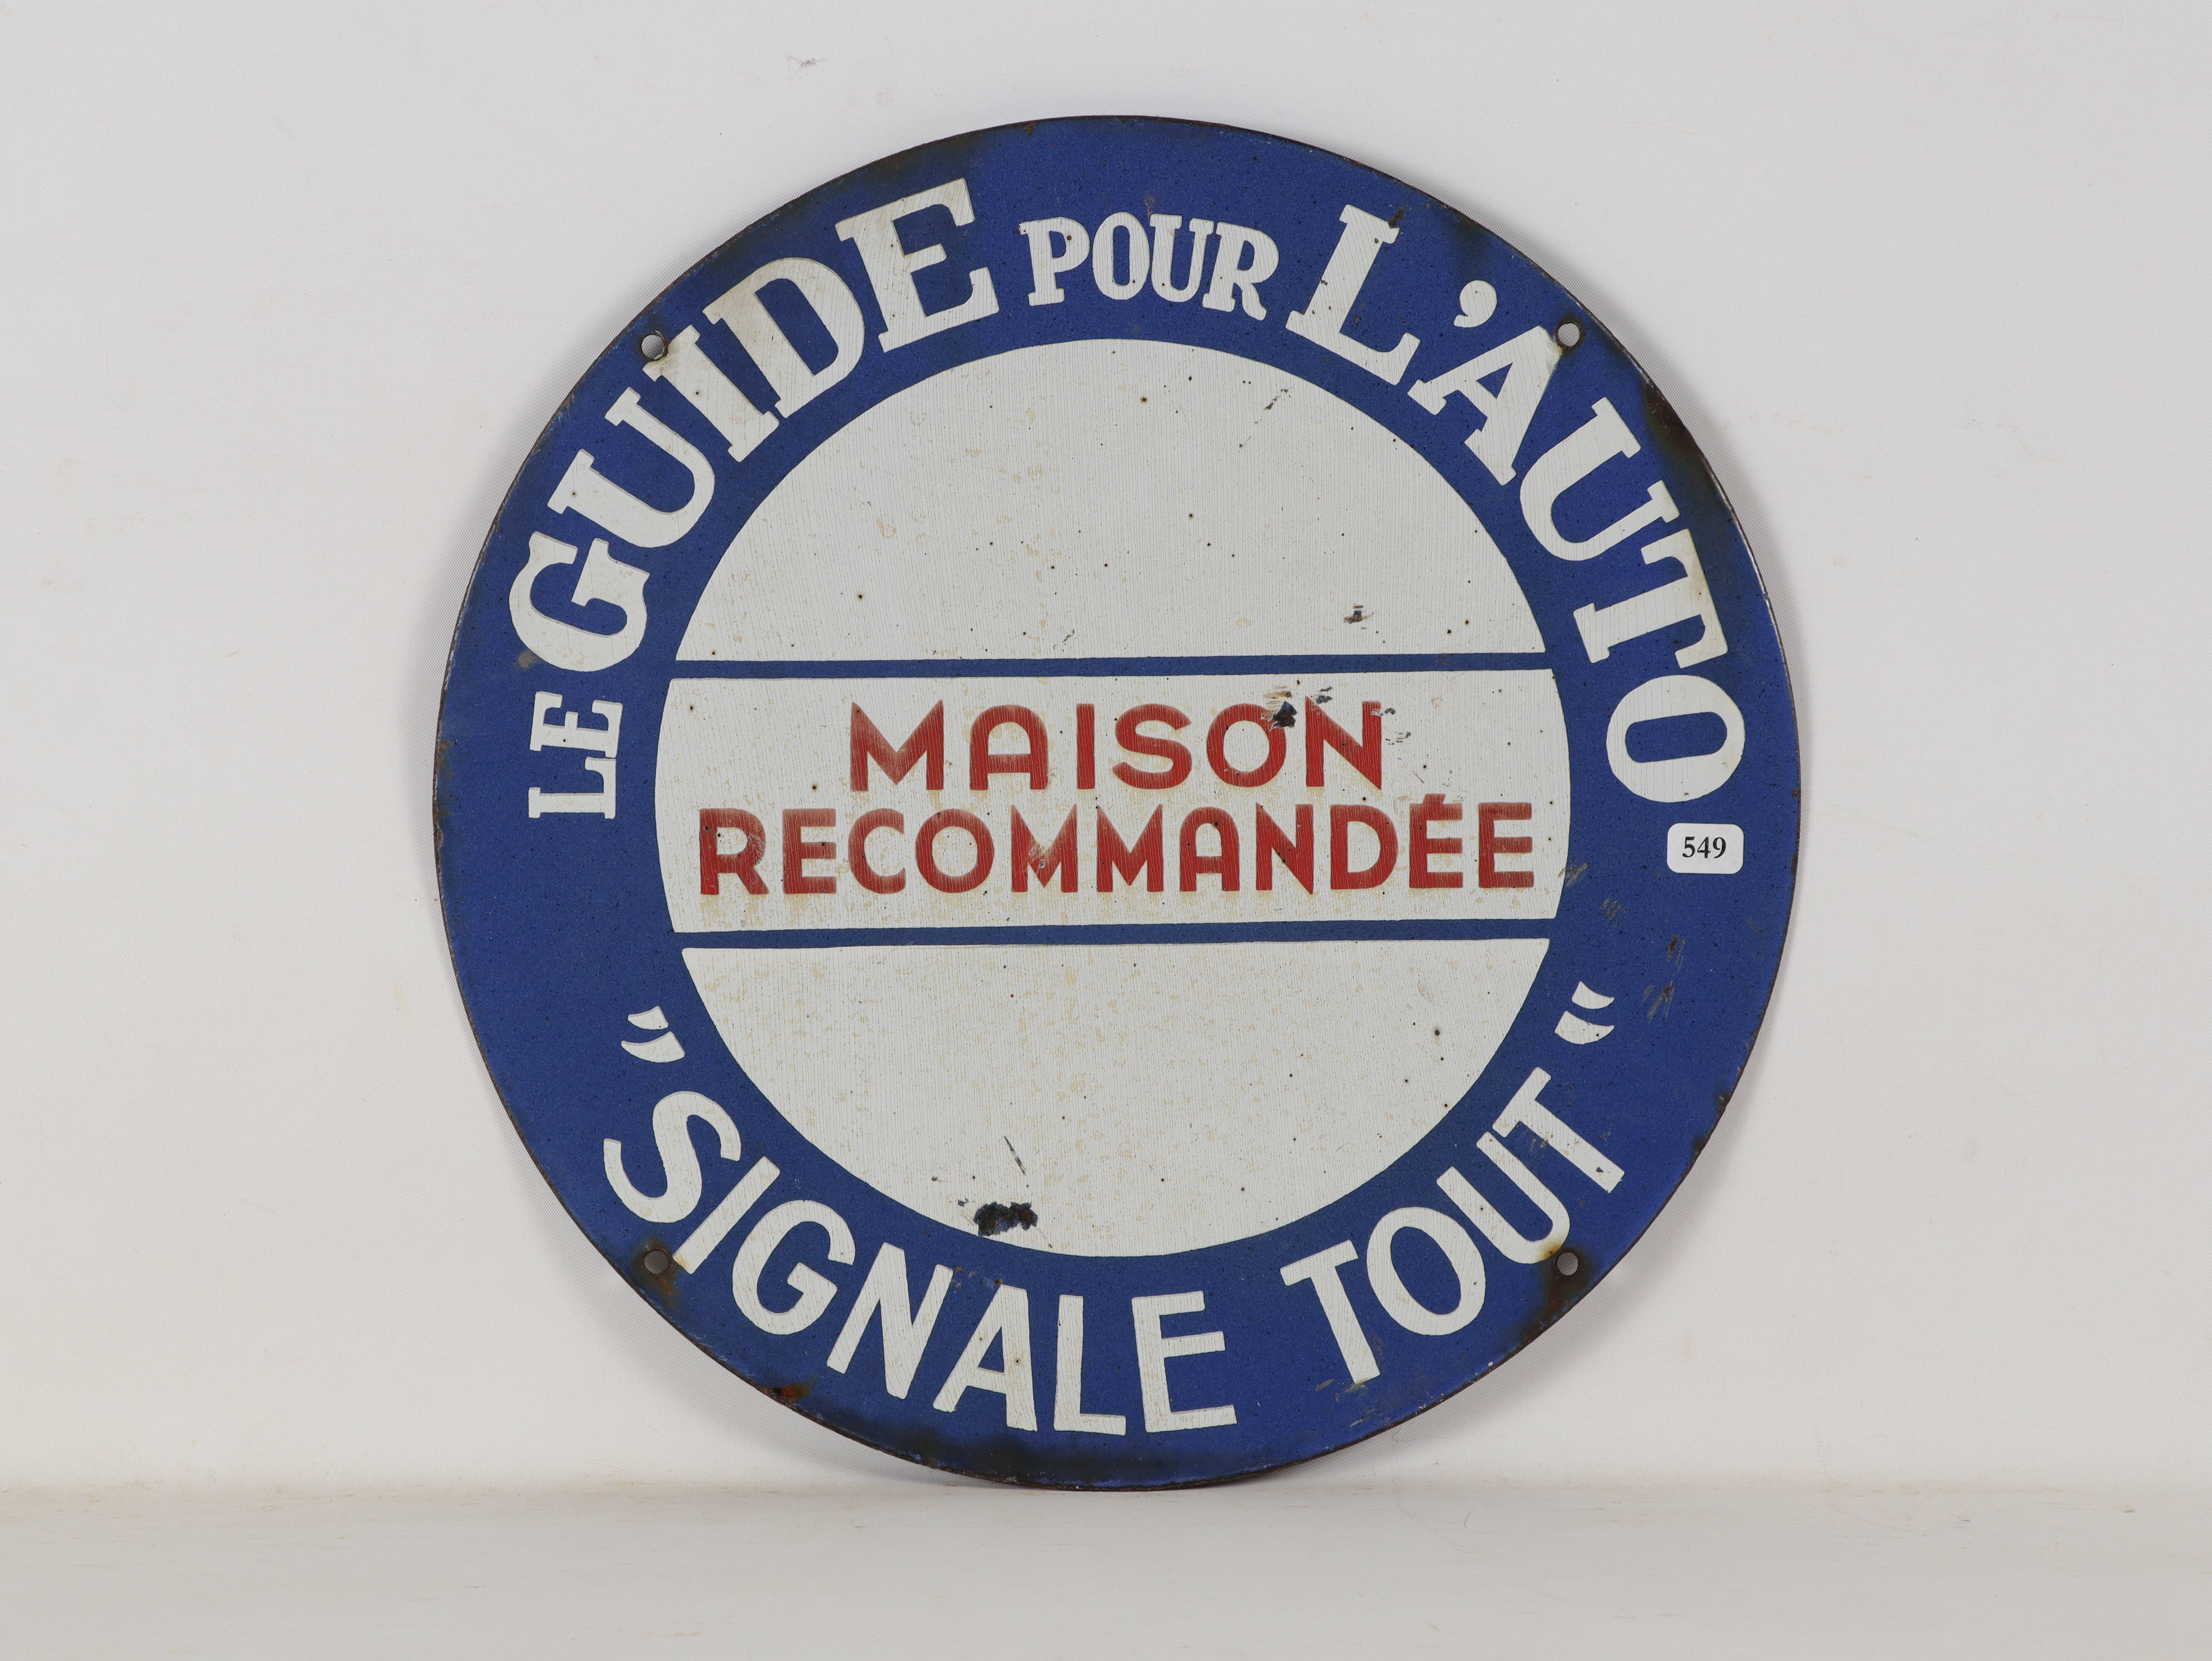 LE GUIDE POUR L'AUTO
MAISON
RECOMMANDÉE
"SIGNALE TOUT"
549